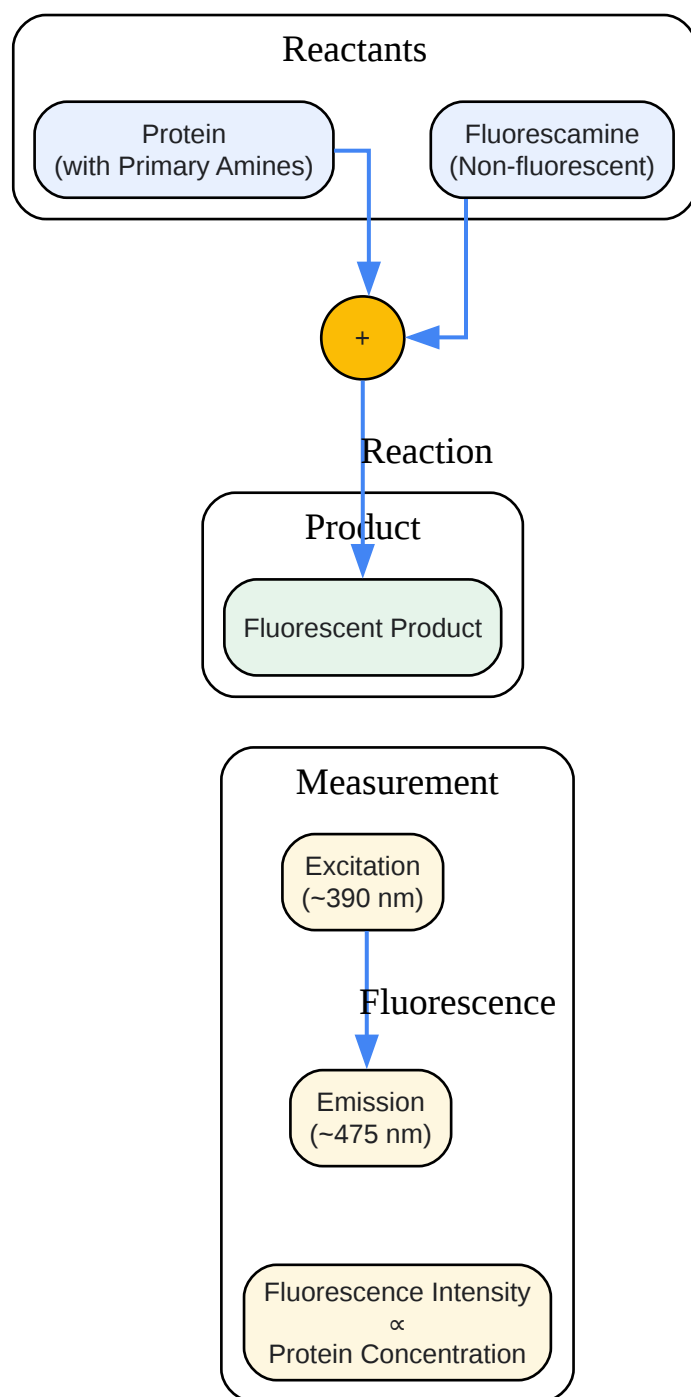 Reactants
Protein
(with Primary Amines)
Fluorescamine
(Non-fluorescent)
+
Reaction
Product
Fluorescent Product
Measurement
Excitation
(~390 nm)
Fluorescence
Emission
(~475 nm)
Fluorescence Intensity
∝
Protein Concentration